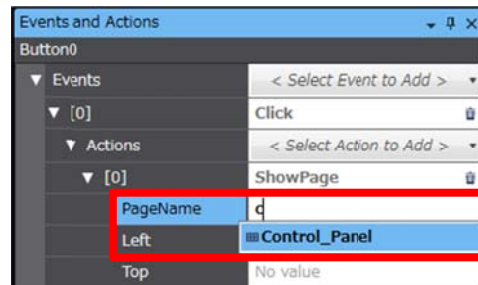 Events and Actions
Button0
Events < Select Event to Add >
[0] Click
Actions < Select Action to Add >
[0] ShowPage
PageName c
Left Control_Panel
Top No value